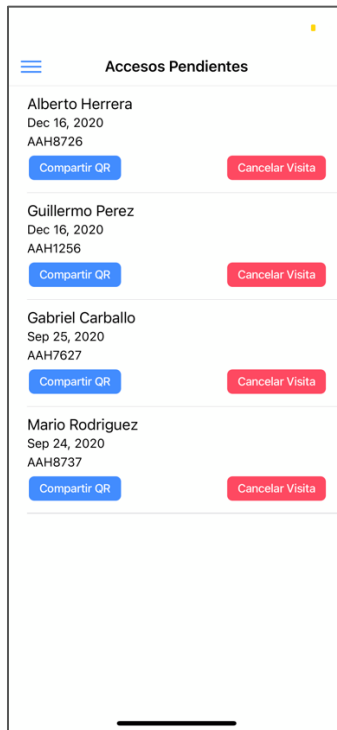 Accesos Pendientes
Alberto Herrera
Dec 16, 2020
AAH8726
Compartir QR
Cancelar Visita
Guillermo Perez
Dec 16, 2020
AAH1256
Compartir QR
Cancelar Visita
Gabriel Carballo
Sep 25, 2020
AAH7627
Compartir QR
Cancelar Visita
Mario Rodriguez
Sep 24, 2020
AAH8737
Compartir QR
Cancelar Visita